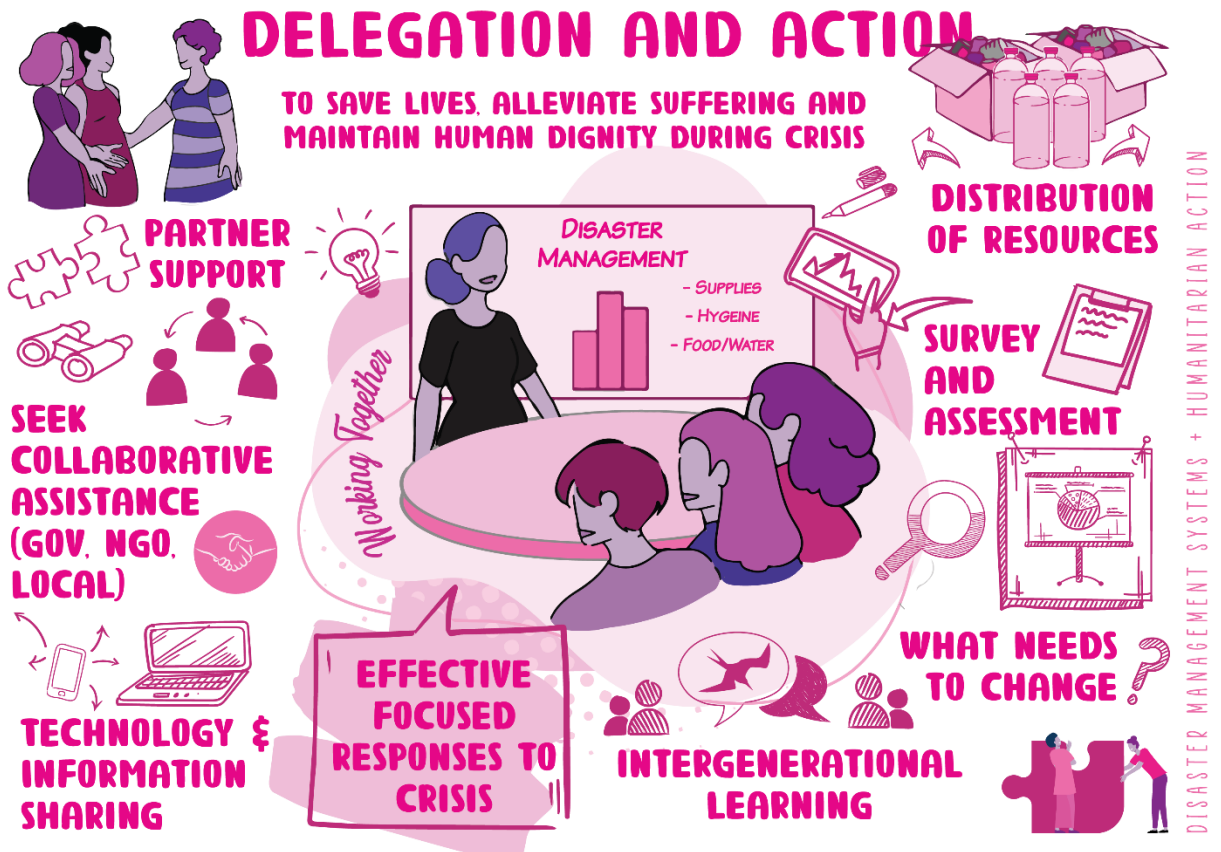 DELEGATION AND ACTION
TO SAVE LIVES, ALLEVIATE SUFFERING AND
MAINTAIN HUMAN DIGNITY DURING CRISIS
PARTNER
SUPPORT
SEEK
COLLABORATIVE
ASSISTANCE
(GOV, NGO,
LOCAL)
TECHNOLOGY &
INFORMATION
SHARING
Working Together
DISASTER
MANAGEMENT
- SUPPLIES
- HYGEINE
- FOOD/WATER
EFFECTIVE
FOCUSED
RESPONSES TO
CRISIS
DISTRIBUTION
OF RESOURCES
SURVEY
AND
ASSESSMENT
WHAT NEEDS
TO CHANGE ?
INTERGENERATIONAL
LEARNING
DISASTER MANAGEMENT SYSTEMS + HUMANITARIAN ACTION